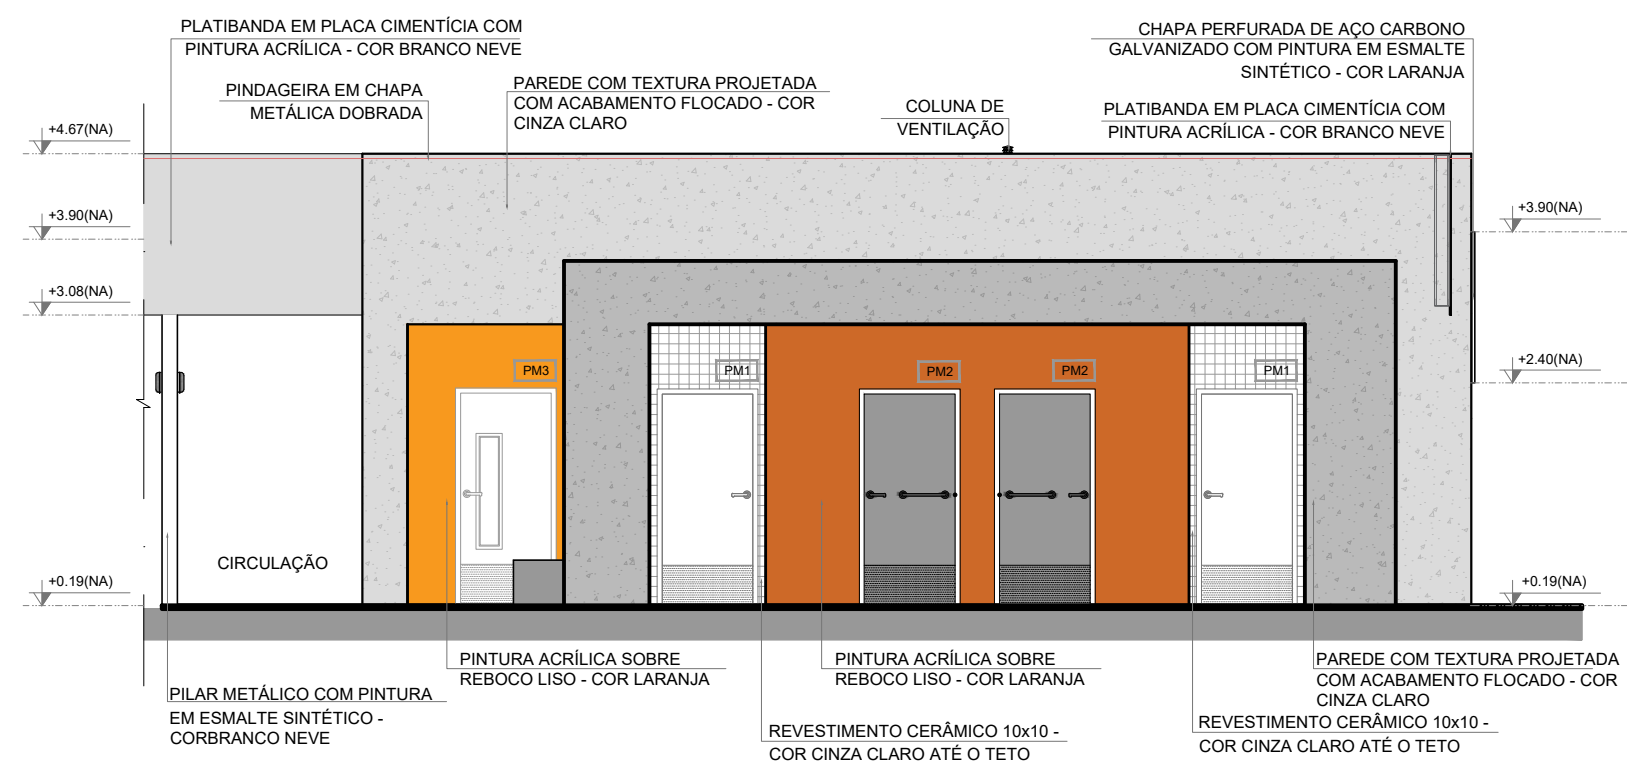 PLATIBANDA EM PLACA CIMENTÍCIA COM
PINTURA ACRÍLICA - COR BRANCO NEVE
PINDAGEIRA EM CHAPA
METÁLICA DOBRADA
PAREDE COM TEXTURA PROJETADA
COM ACABAMENTO FLOCADO - COR
CINZA CLARO
COLUNA DE
VENTILAÇÃO
CHAPA PERFURADA DE AÇO CARBONO
GALVANIZADO COM PINTURA EM ESMALTE
SINTÉTICO - COR LARANJA
PLATIBANDA EM PLACA CIMENTÍCIA COM
PINTURA ACRÍLICA - COR BRANCO NEVE
+4.67(NA)
+3.90(NA)
+3.08(NA)
+0.19(NA)
+3.90(NA)
+2.40(NA)
+0.19(NA)
PM3
PM1
PM2
PM2
PM1
CIRCULAÇÃO
PILAR METÁLICO COM PINTURA
EM ESMALTE SINTÉTICO -
CORBRANCO NEVE
PINTURA ACRÍLICA SOBRE
REBOCO LISO - COR LARANJA
REVESTIMENTO CERÂMICO 10x10 -
COR CINZA CLARO ATÉ O TETO
PINTURA ACRÍLICA SOBRE
REBOCO LISO - COR LARANJA
REVESTIMENTO CERÂMICO 10x10 -
COR CINZA CLARO ATÉ O TETO
PAREDE COM TEXTURA PROJETADA
COM ACABAMENTO FLOCADO - COR
CINZA CLARO